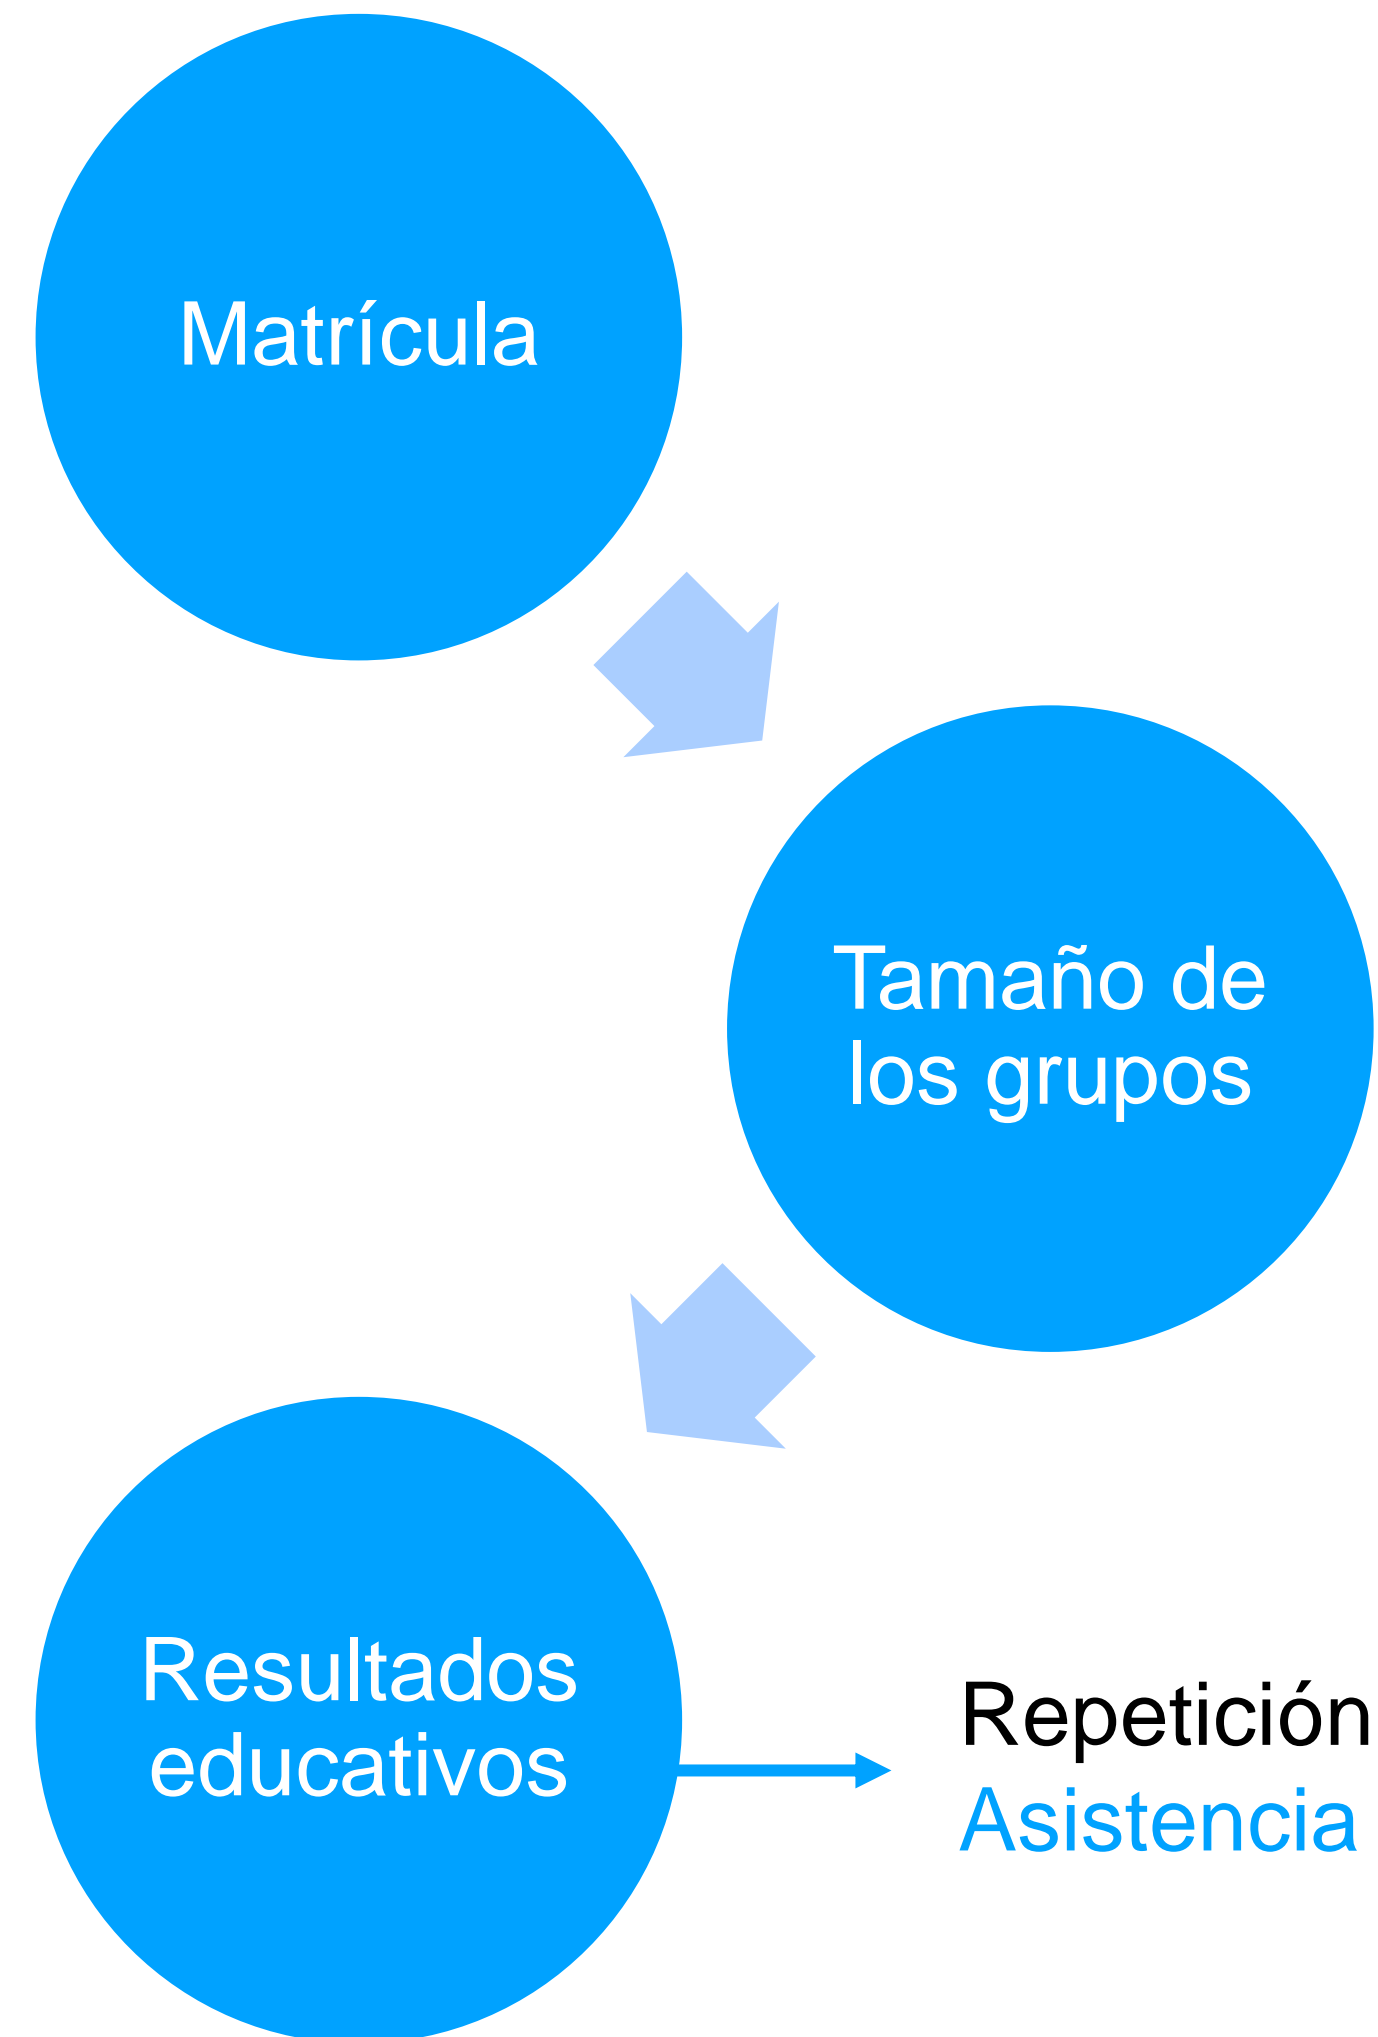 Matrícula
Tamaño de
los grupos
Resultados
educativos
Repetición
Asistencia